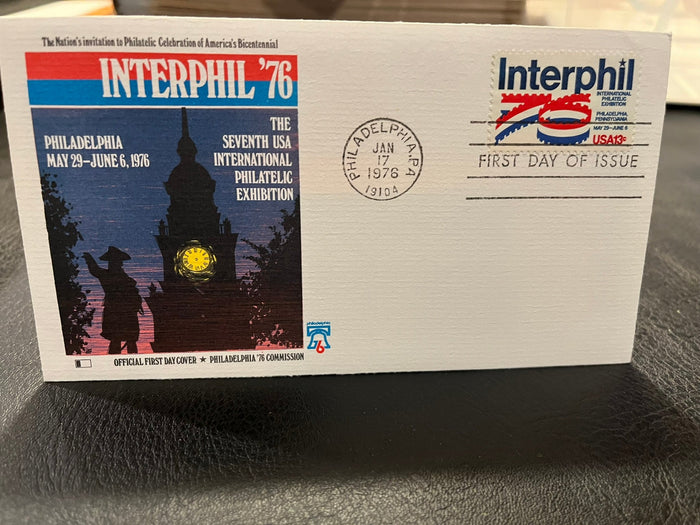 The Nation's invitation to Philatelic Celebration of America's Bicentennial
INTERPHIL '76
PHILADELPHIA
MAY 29–JUNE 6, 1976
THE
SEVENTH USA
INTERNATIONAL
PHILATELIC
EXHIBITION
OFFICIAL FIRST DAY COVER ★ PHILADELPHIA '76 COMMISSION
philadelphia
76
PHILADELPHIA, PA
JAN
17
1976
19104
Interphil
INTERNATIONAL
PHILATELIC
EXHIBITION
PHILADELPHIA,
PENNSYLVANIA
MAY 29–JUNE 6
USA13c
76
FIRST DAY OF ISSUE